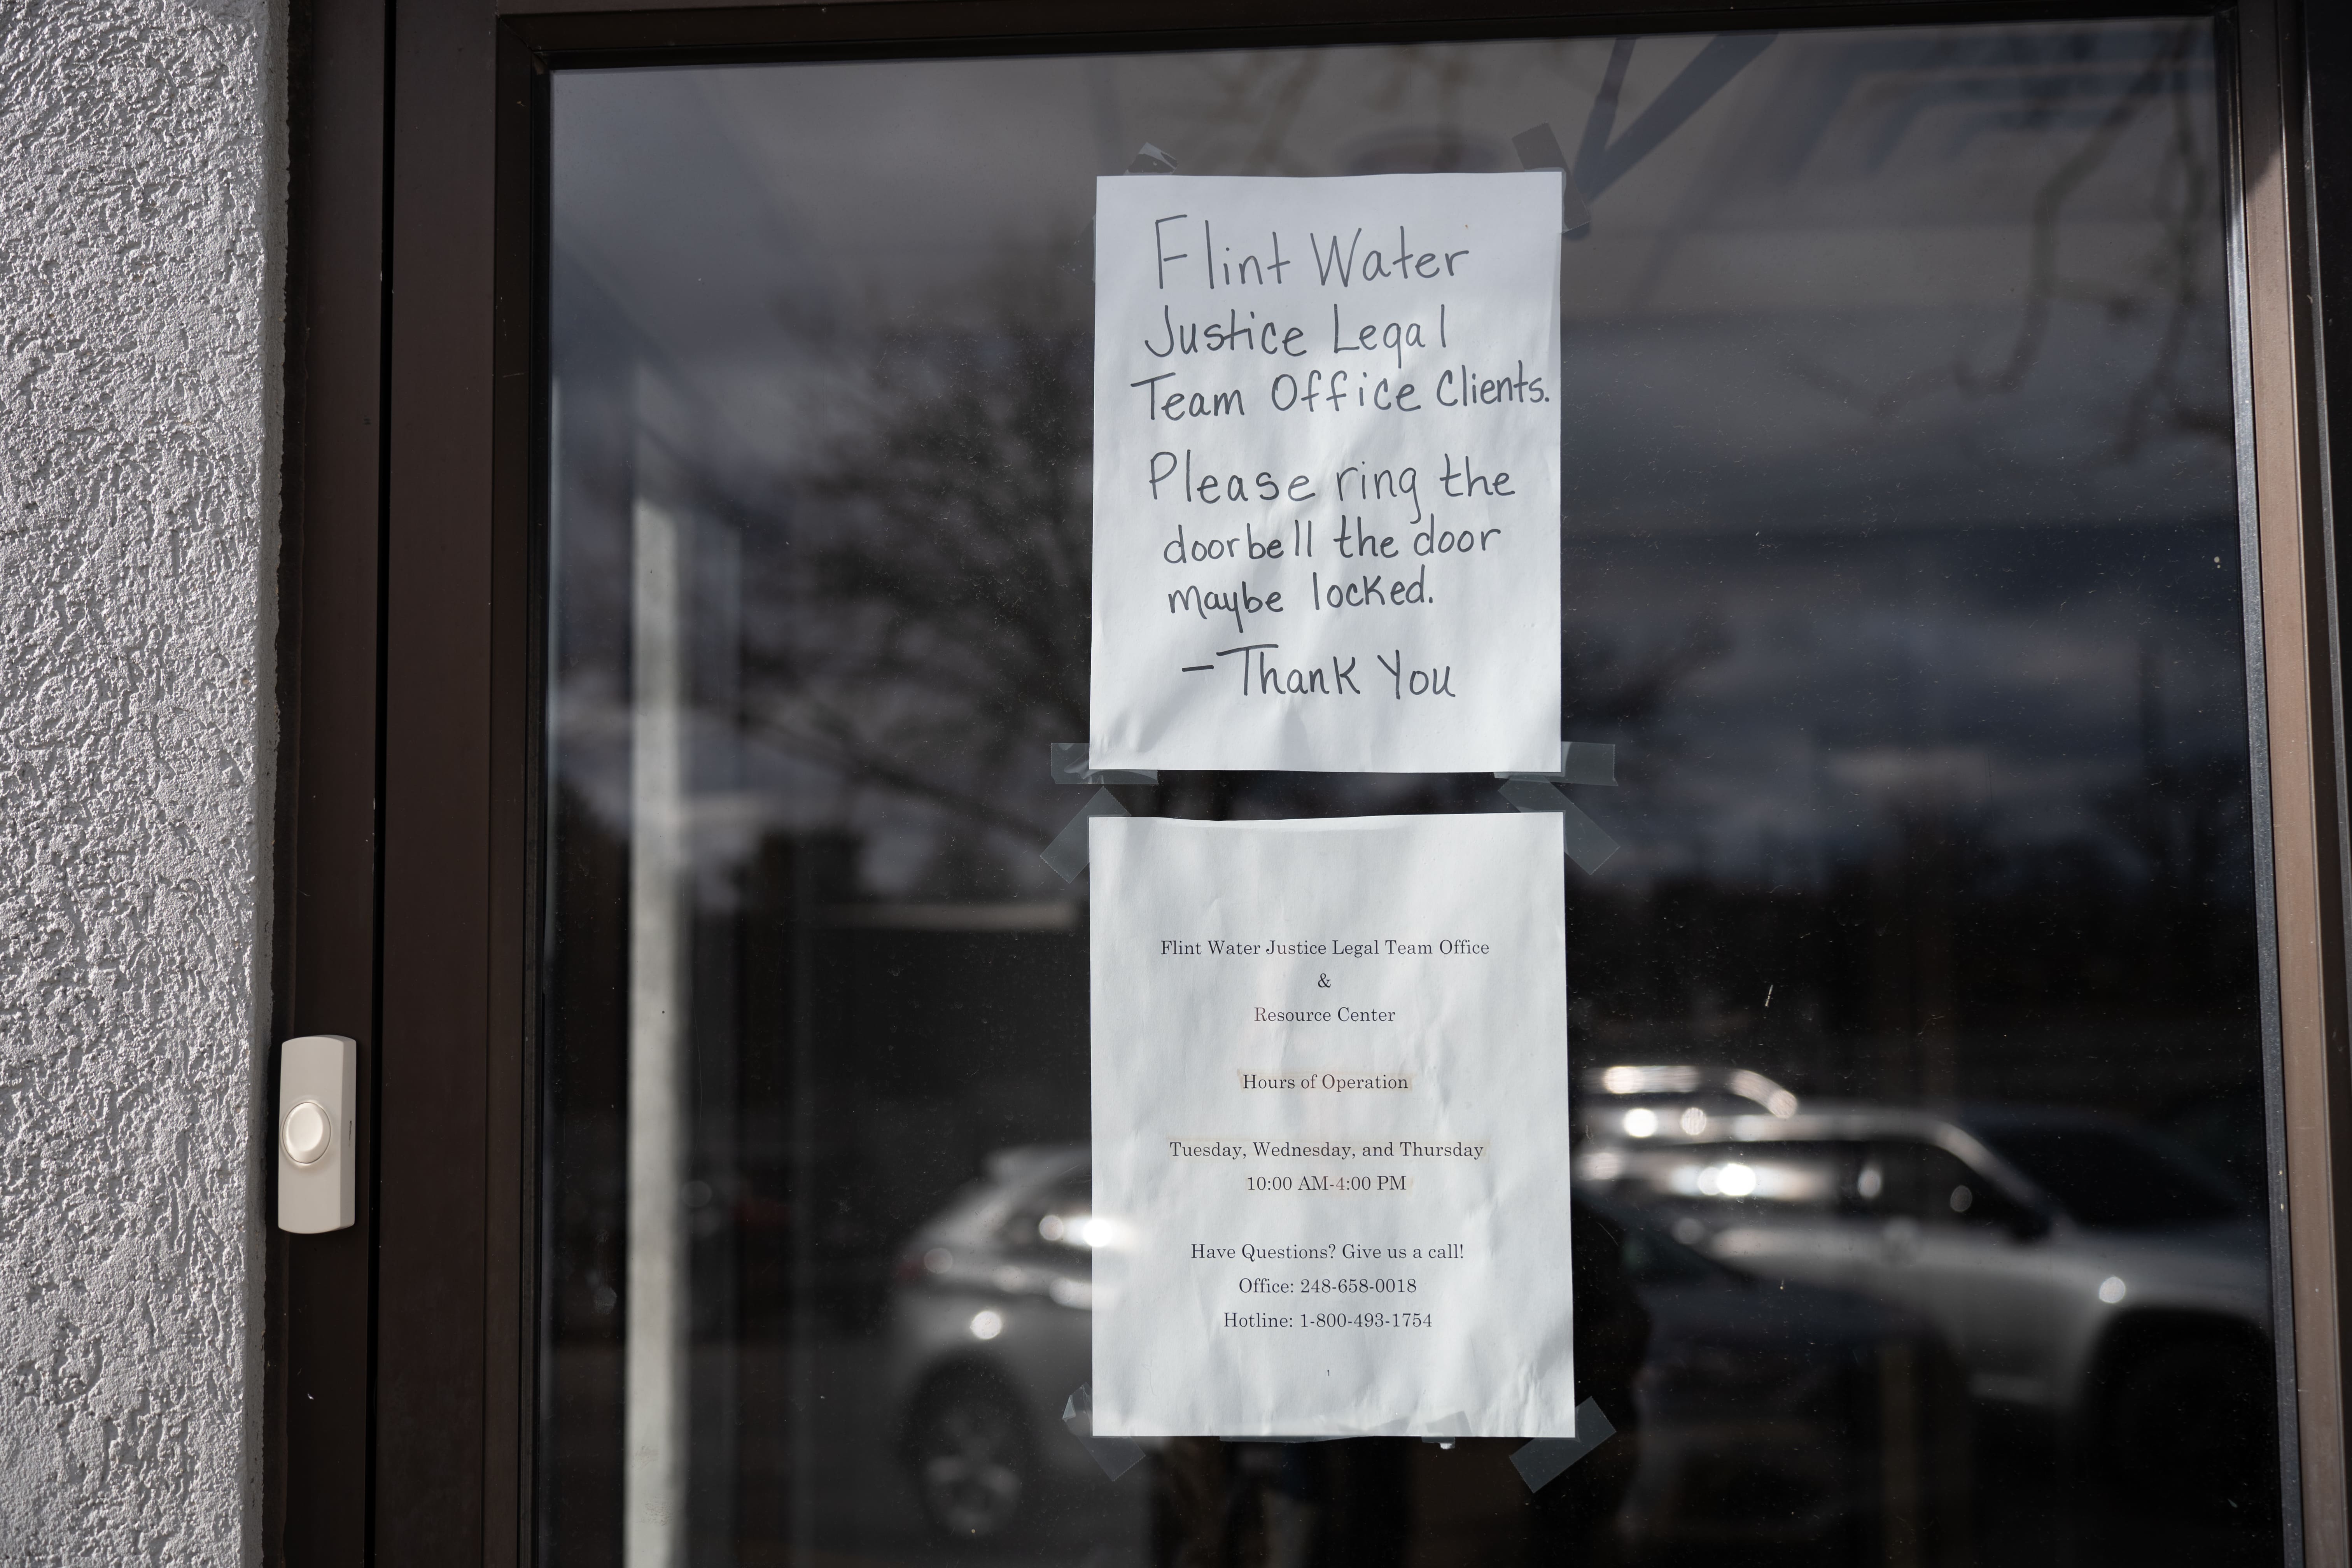 Flint Water
Justice Legal
Team Office Clients.
Please ring the
doorbell the door
maybe locked.
- Thank You
Flint Water Justice Legal Team Office
&
Resource Center
Hours of Operation
Tuesday, Wednesday, and Thursday
10:00 AM-4:00 PM
Have Questions? Give us a call!
Office: 248-658-0018
Hotline: 1-800-493-1754
1